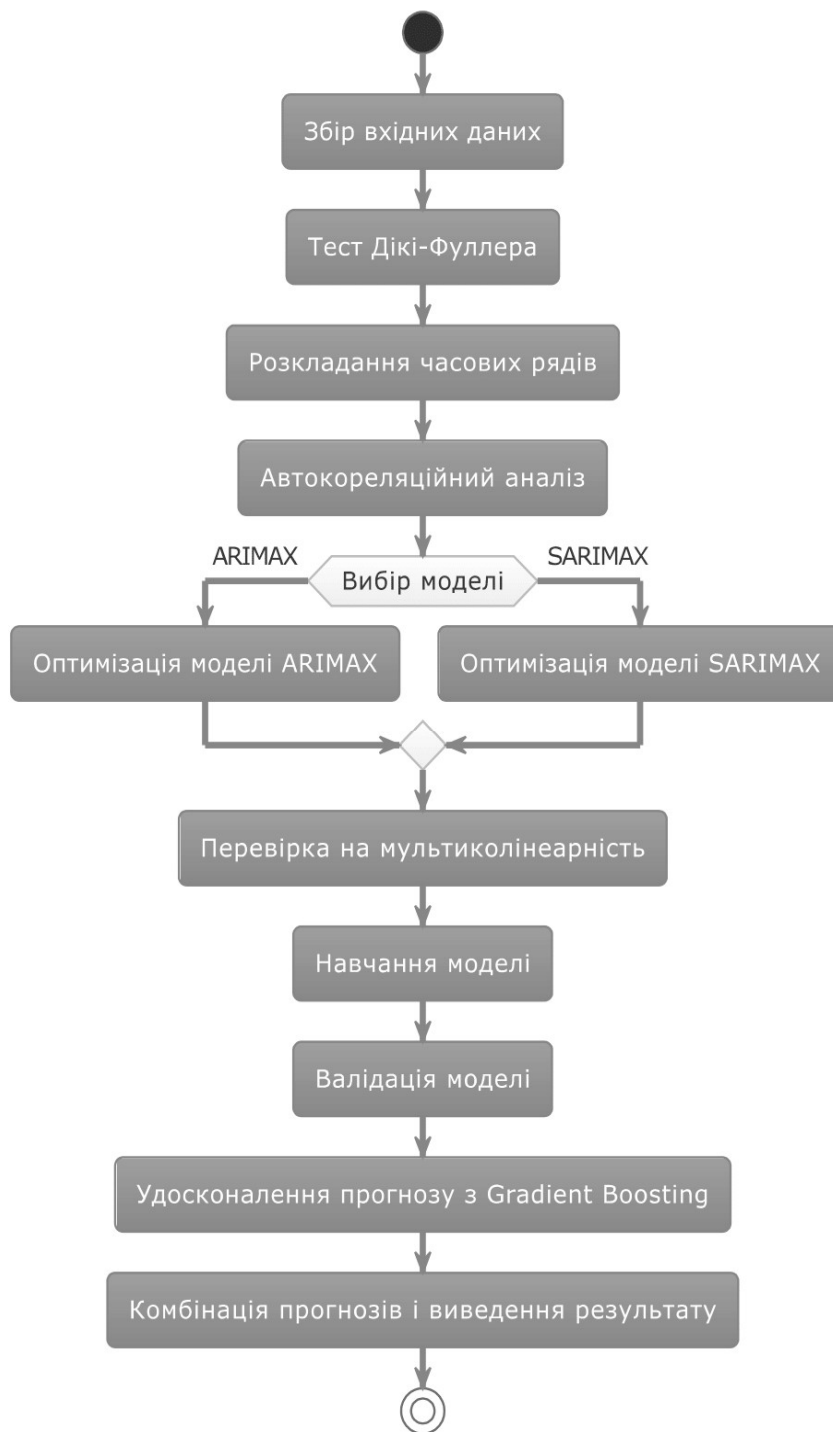 Збір вхідних даних
Тест Дікі-Фуллера
Розкладання часових рядів
Автокореляційний аналіз
ARIMAX
Вибір моделі
SARIMAX
Оптимізація моделі ARIMAX
Оптимізація моделі SARIMAX
Перевірка на мультиколінеарність
Навчання моделі
Валідація моделі
Удосконалення прогнозу з Gradient Boosting
Комбінація прогнозів і виведення результату